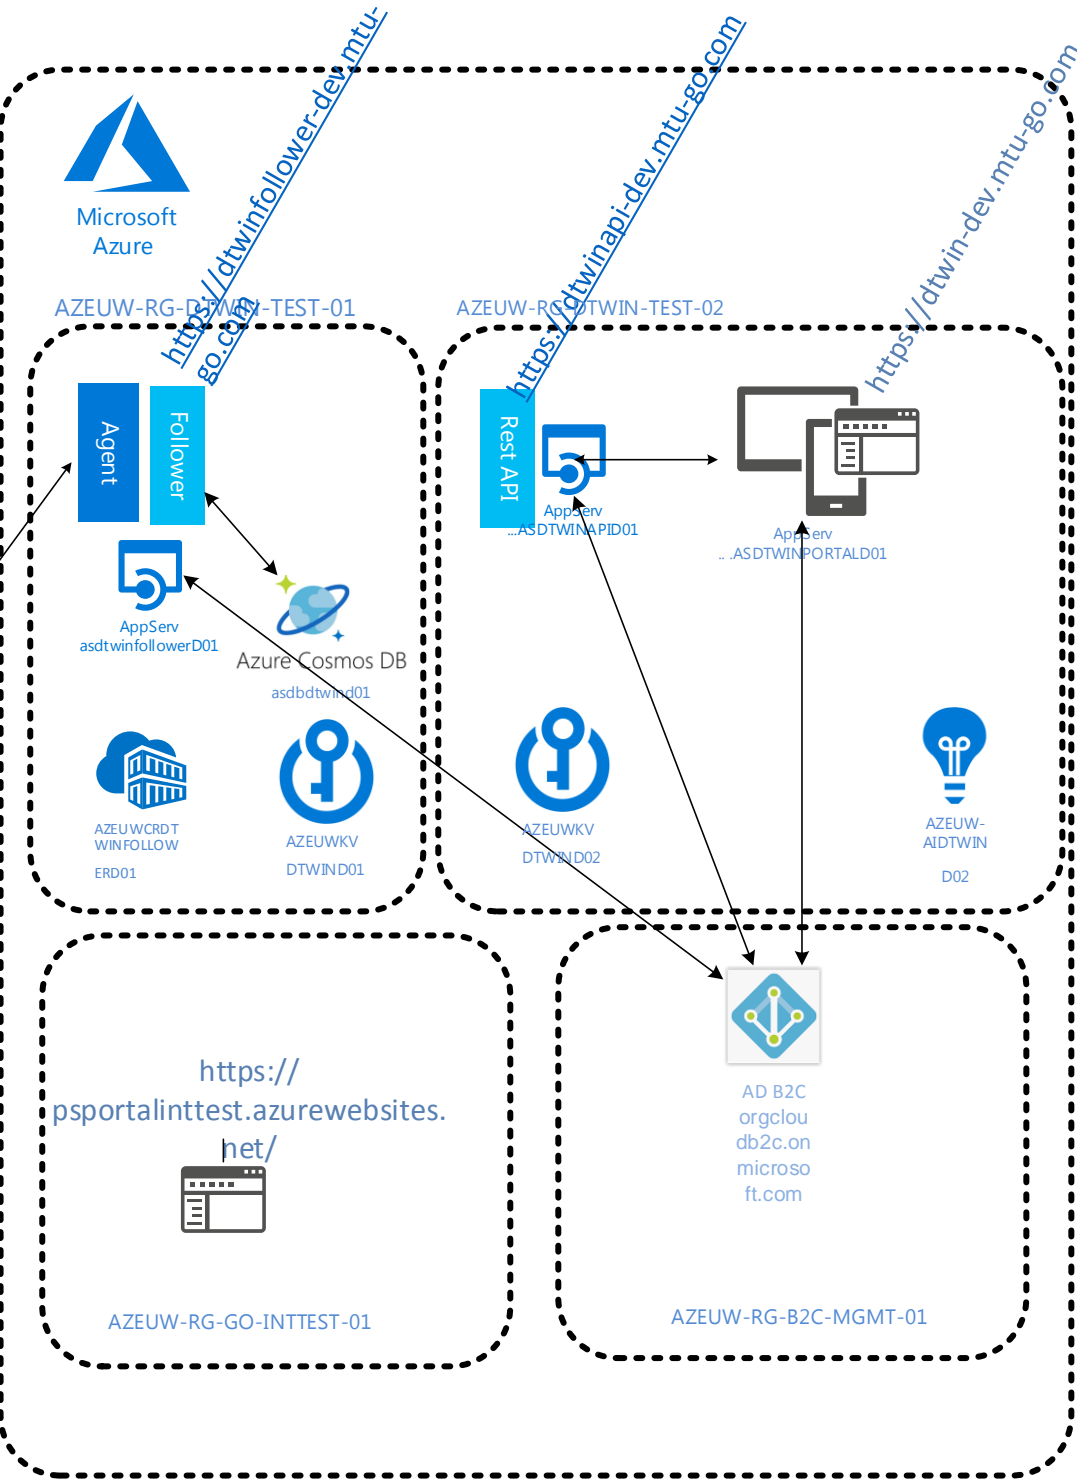 https://dtwinfollower-dev.mtu-
go.com
https://dtwinapi-dev.mtu-go.com
https://dtwin-dev.mtu-go.com
Microsoft
Azure
AZEUW-RG-DTWIN-TEST-01
AZEUW-RG-DTWIN-TEST-02
Agent
Follower
Rest API
AppServ
...ASDTWINAPID01
AppServ
.. .ASDTWINPORTALD01
AppServ
asdtwinfollowerD01
Azure Cosmos DB
asdbdtwind01
AZEUWCRDT
WINFOLLOW
ERD01
AZEUWKV
DTWIND01
AZEUWKV
DTWIND02
AZEUW-
AIDTWIN
D02
https://
psportalinttest.azurewebsites.
net/
AZEUW-RG-GO-INTTEST-01
AD B2C
orgclou
db2c.on
microso
ft.com
AZEUW-RG-B2C-MGMT-01